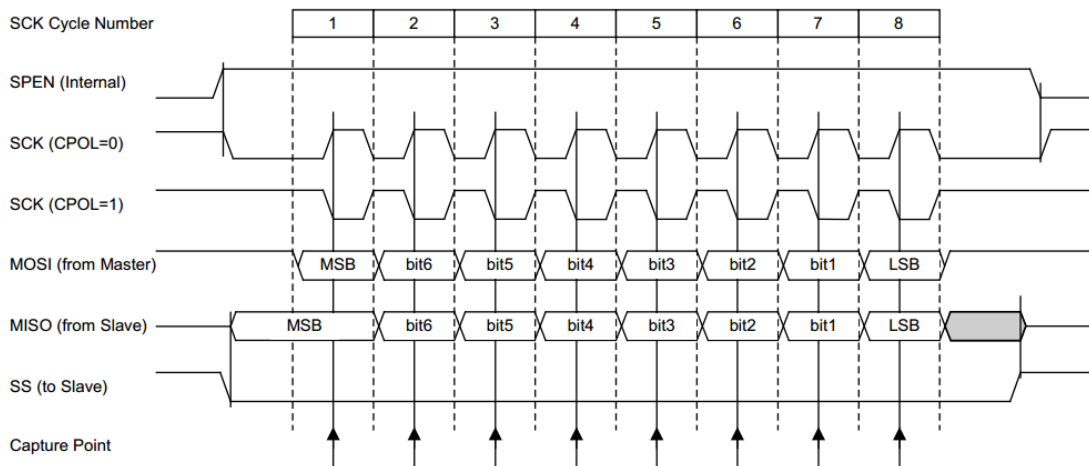 SCK Cycle Number 1 2 3 4 5 6 7 8
SPEN (Internal)
SCK (CPOL=0)
SCK (CPOL=1)
MOSI (from Master) MSB bit6 bit5 bit4 bit3 bit2 bit1 LSB
MISO (from Slave) MSB bit6 bit5 bit4 bit3 bit2 bit1 LSB
SS (to Slave)
Capture Point